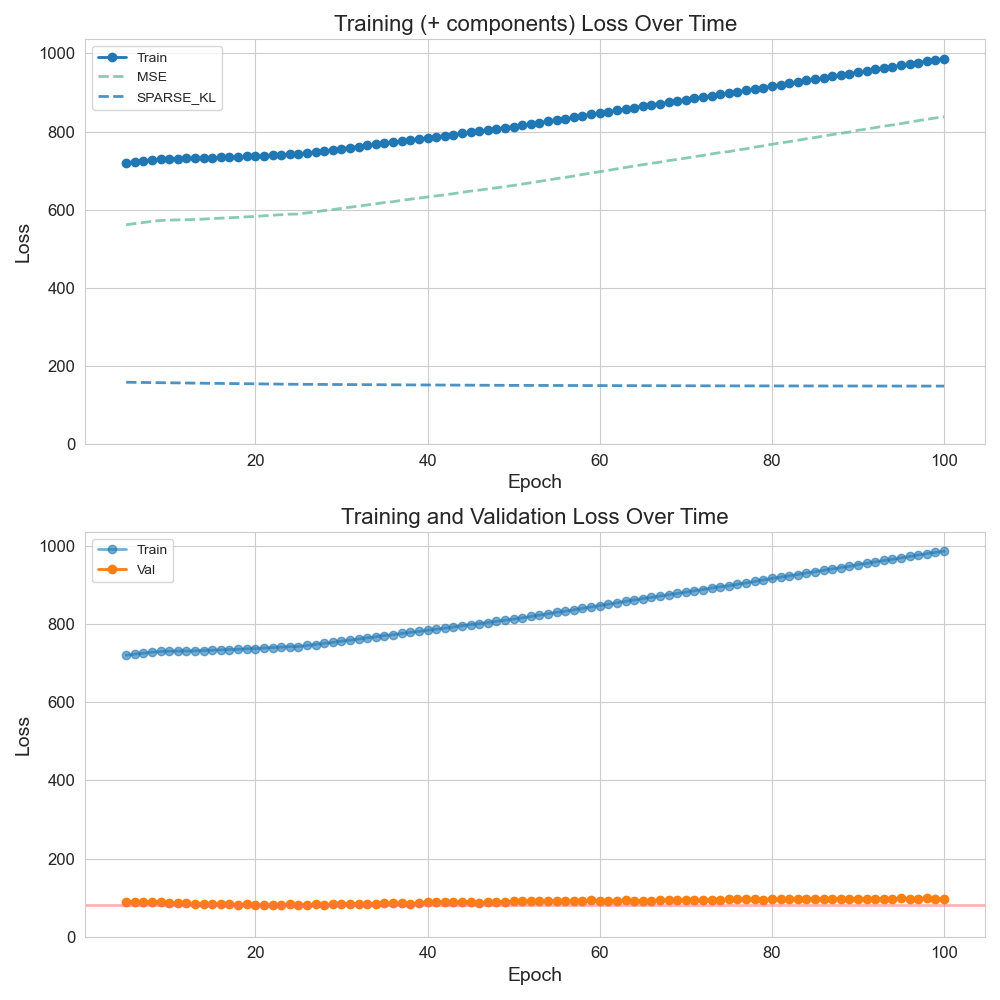 Training (+ components) Loss Over Time
Train
MSE
SPARSE_KL
Loss
1000
800
600
400
200
0
20 40 60 80 100
Epoch
Training and Validation Loss Over Time
Train
Val
Loss
1000
800
600
400
200
0
20 40 60 80 100
Epoch